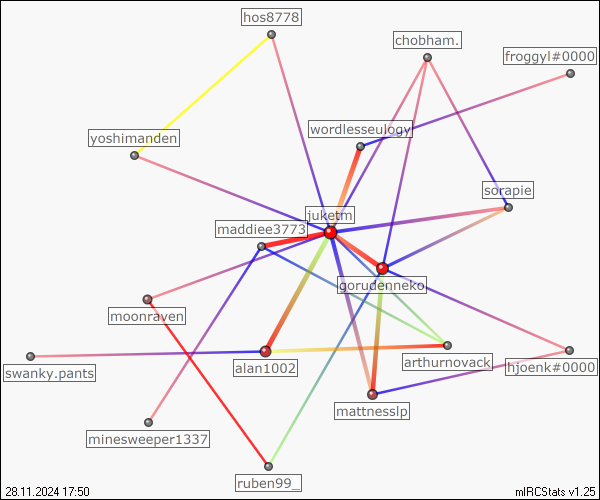 hos8778
chobham.
froggyl#0000
wordlesseulogy
yoshimanden
sorapie
juketm
maddiee3773
gorudenneko
moonraven
arthurnovack
hjoenk#0000
alan1002
swanky.pants
mattnesslp
minesweeper1337
ruben99_
28.11.2024 17:50
mIRCStats v1.25